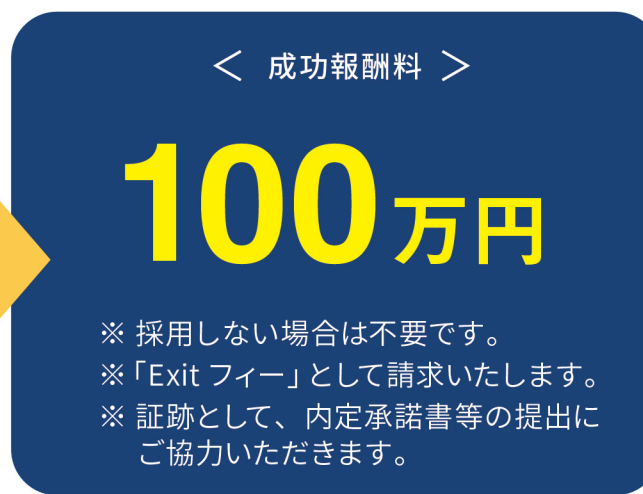 ＜ 成功報酬料 ＞
100万円
※ 採用しない場合は不要です。
※「Exit フィー」として請求いたします。
※ 証跡として、内定承諾書等の提出に
ご協力いただきます。